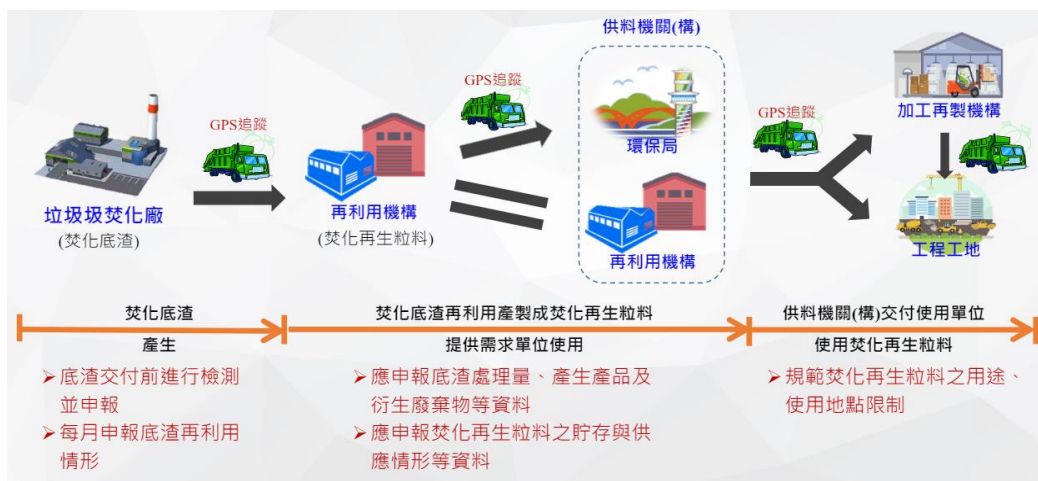 供料機關(構)
GPS追蹤
GPS追蹤
GPS追蹤
垃圾圾焚化廠
(焚化底渣)
再利用機構
(焚化再生粒料)
環保局
再利用機構
加工再製機構
工程工地
焚化底渣
產生
焚化底渣再利用產製成焚化再生粒料
提供需求單位使用
供料機關(構)交付使用單位
使用焚化再生粒料
➢底渣交付前進行檢測
並申報
➢每月申報底渣再利用
情形
➢應申報底渣處理量、產生產品及
衍生廢棄物等資料
➢應申報焚化再生粒料之貯存與供
應情形等資料
➢規範焚化再生粒料之用途、
使用地點限制